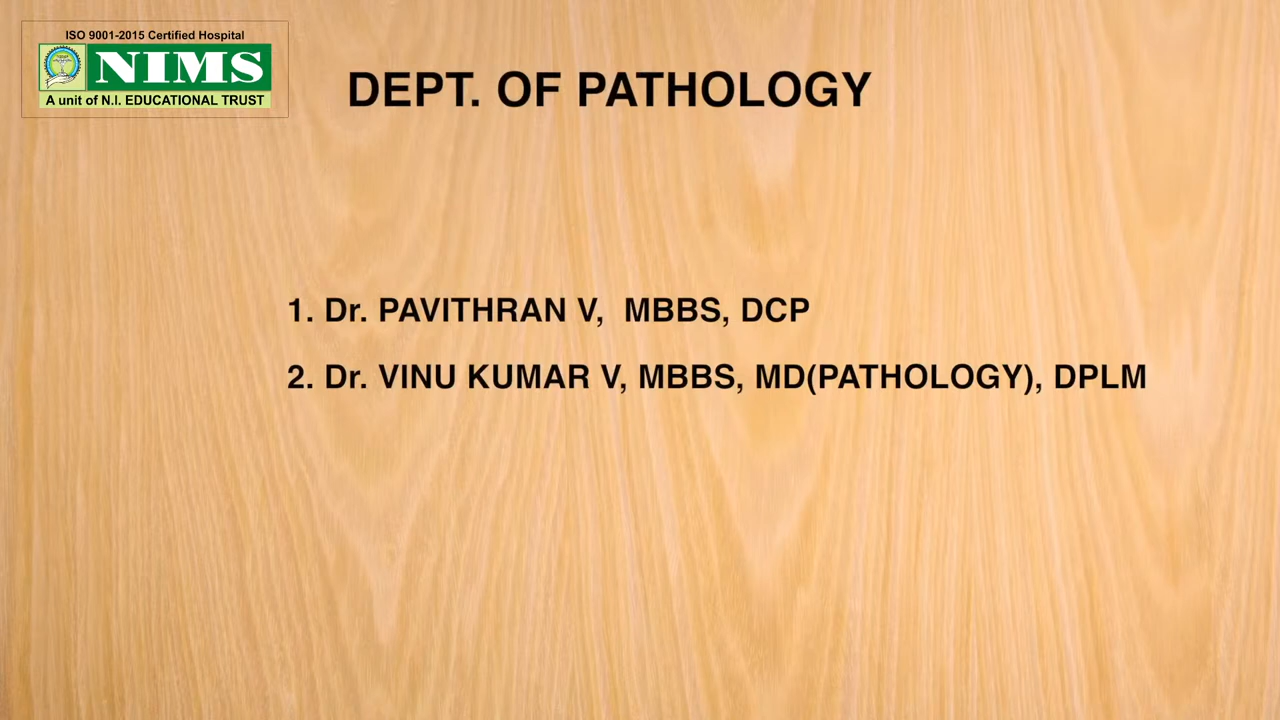 ISO 9001-2015 Certified Hospital
NIMS
A unit of N.I. EDUCATIONAL TRUST
DEPT. OF PATHOLOGY
1. Dr. PAVITHRAN V, MBBS, DCP
2. Dr. VINU KUMAR V, MBBS, MD(PATHOLOGY), DPLM